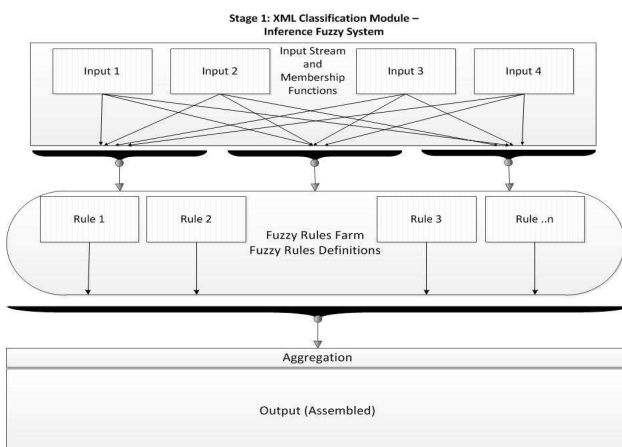 Stage 1: XML Classification Module –
Inference Fuzzy System
Input Stream
and
Membership
Functions
Input 1
Input 2
Input 3
Input 4
Rule 1
Rule 2
Rule 3
Rule ..n
Fuzzy Rules Farm
Fuzzy Rules Definitions
Aggregation
Output (Assembled)